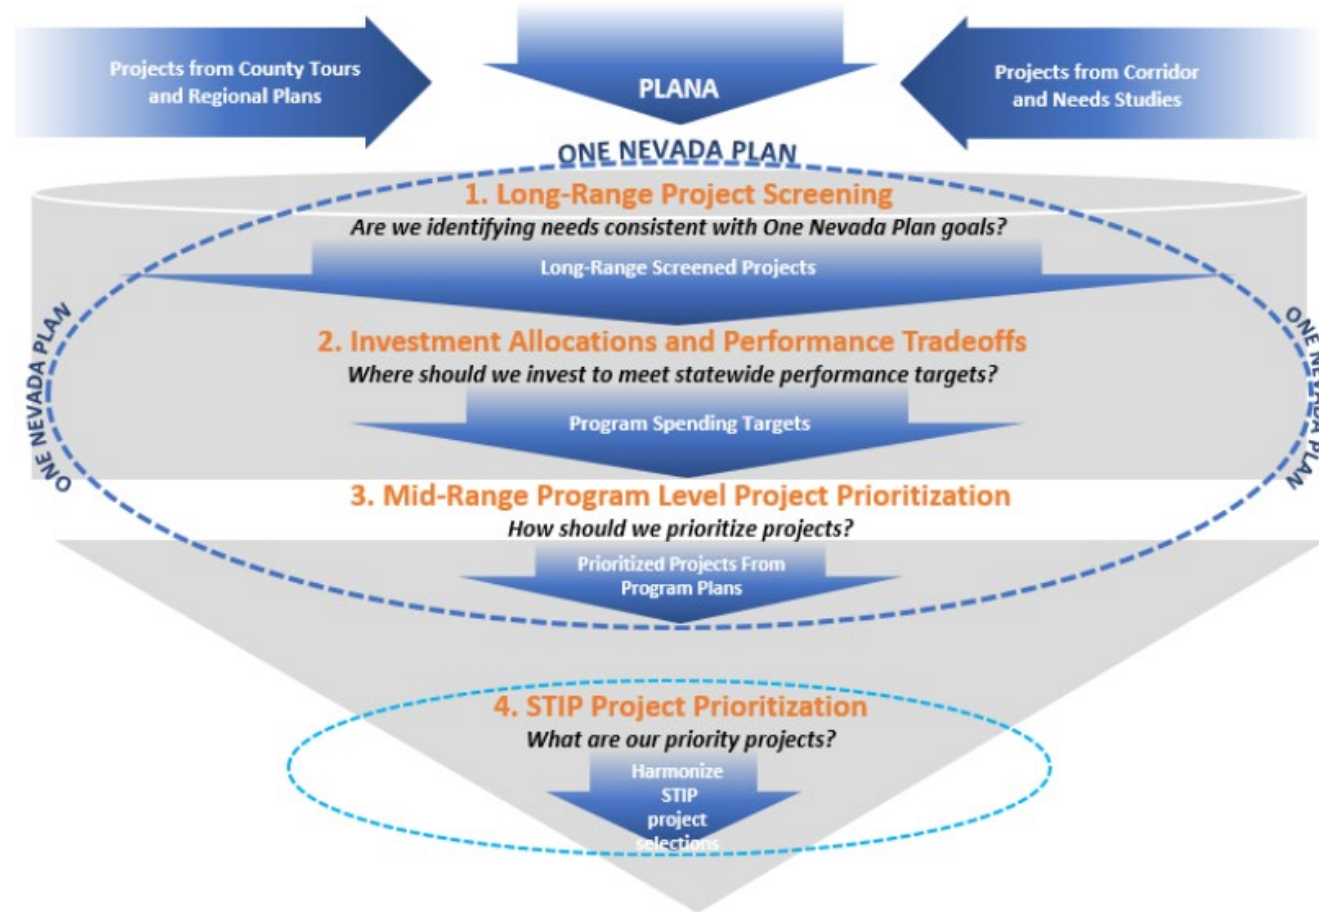 Projects from County Tours
and Regional Plans
PLANA
Projects from Corridor
and Needs Studies
ONE NEVADA PLAN
1. Long-Range Project Screening
Are we identifying needs consistent with One Nevada Plan goals?
Long-Range Screened Projects
ONE NEVADA PLAN
ONE NEVADA PLAN
2. Investment Allocations and Performance Tradeoffs
Where should we invest to meet statewide performance targets?
Program Spending Targets
3. Mid-Range Program Level Project Prioritization
How should we prioritize projects?
Prioritized Projects From
Program Plans
4. STIP Project Prioritization
What are our priority projects?
Harmonize
STIP
project
selections